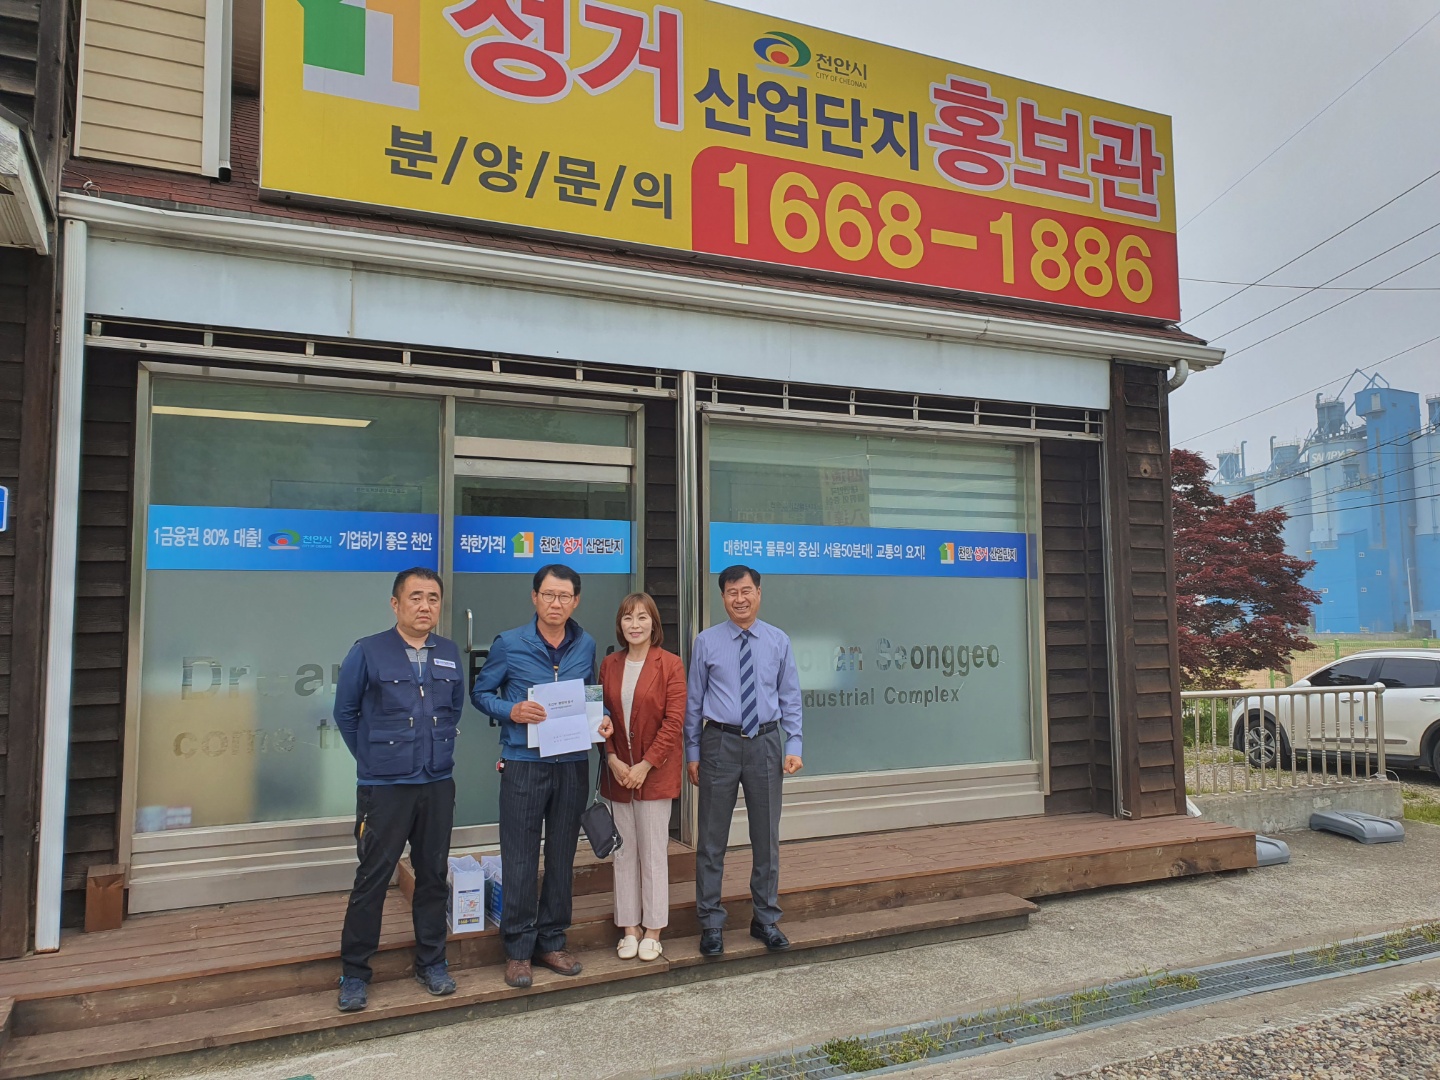 성거
천안시
CITY OF CHEONAN
산업단지
홍보관
분/양/문/의
1668-1886
1금융권 80% 대출!
천안시
기업하기 좋은 천안
착한가격!
천안 성거 산업단지
대한민국 물류의 중심! 서울50분대! 교통의 요지!
천안 성거 산업단지
Seonggeo
Industrial Complex
come
1668-1886